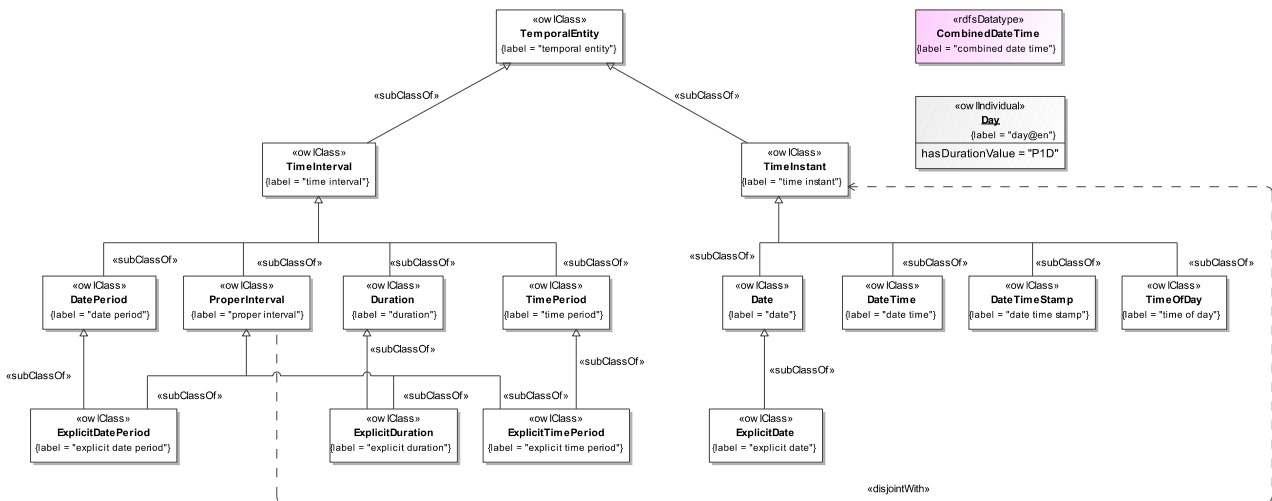 «owlClass»
TemporalEntity
{label = "temporal entity"}
«rdfsDatatype»
CombinedDateTime
{label = "combined date time"}
«subClassOf»
«subClassOf»
«owlIndividual»
Day
{label = "day@en"}
hasDurationValue = "P1D"
«owlClass»
TimeInterval
{label = "time interval"}
«owlClass»
TimeInstant
{label = "time instant"}
«subClassOf»
«subClassOf»
«subClassOf»
«subClassOf»
«subClassOf»
«subClassOf»
«subClassOf»
«subClassOf»
«owlClass»
DatePeriod
{label = "date period"}
«owlClass»
ProperInterval
{label = "proper interval"}
«owlClass»
Duration
{label = "duration"}
«owlClass»
TimePeriod
{label = "time period"}
«owlClass»
Date
{label = "date"}
«owlClass»
DateTime
{label = "date time"}
«owlClass»
DateTimeStamp
{label = "date time stamp"}
«owlClass»
TimeOfDay
{label = "time of day"}
«subClassOf»
«subClassOf»
«subClassOf»
«subClassOf»
«subClassOf»
«subClassOf»
«subClassOf»
«owlClass»
ExplicitDatePeriod
{label = "explicit date period"}
«owlClass»
ExplicitDuration
{label = "explicit duration"}
«owlClass»
ExplicitTimePeriod
{label = "explicit time period"}
«owlClass»
ExplicitDate
{label = "explicit date"}
«disjointWith»